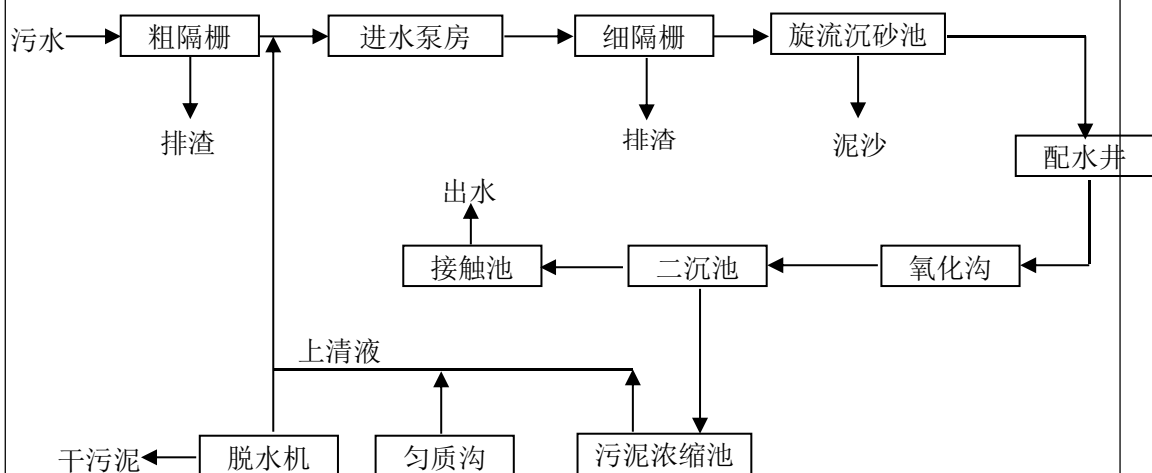 污水
粗隔栅
进水泵房
细隔栅
旋流沉砂池
排渣
排渣
泥沙
配水井
出水
接触池
二沉池
氧化沟
上清液
干污泥
脱水机
匀质沟
污泥浓缩池